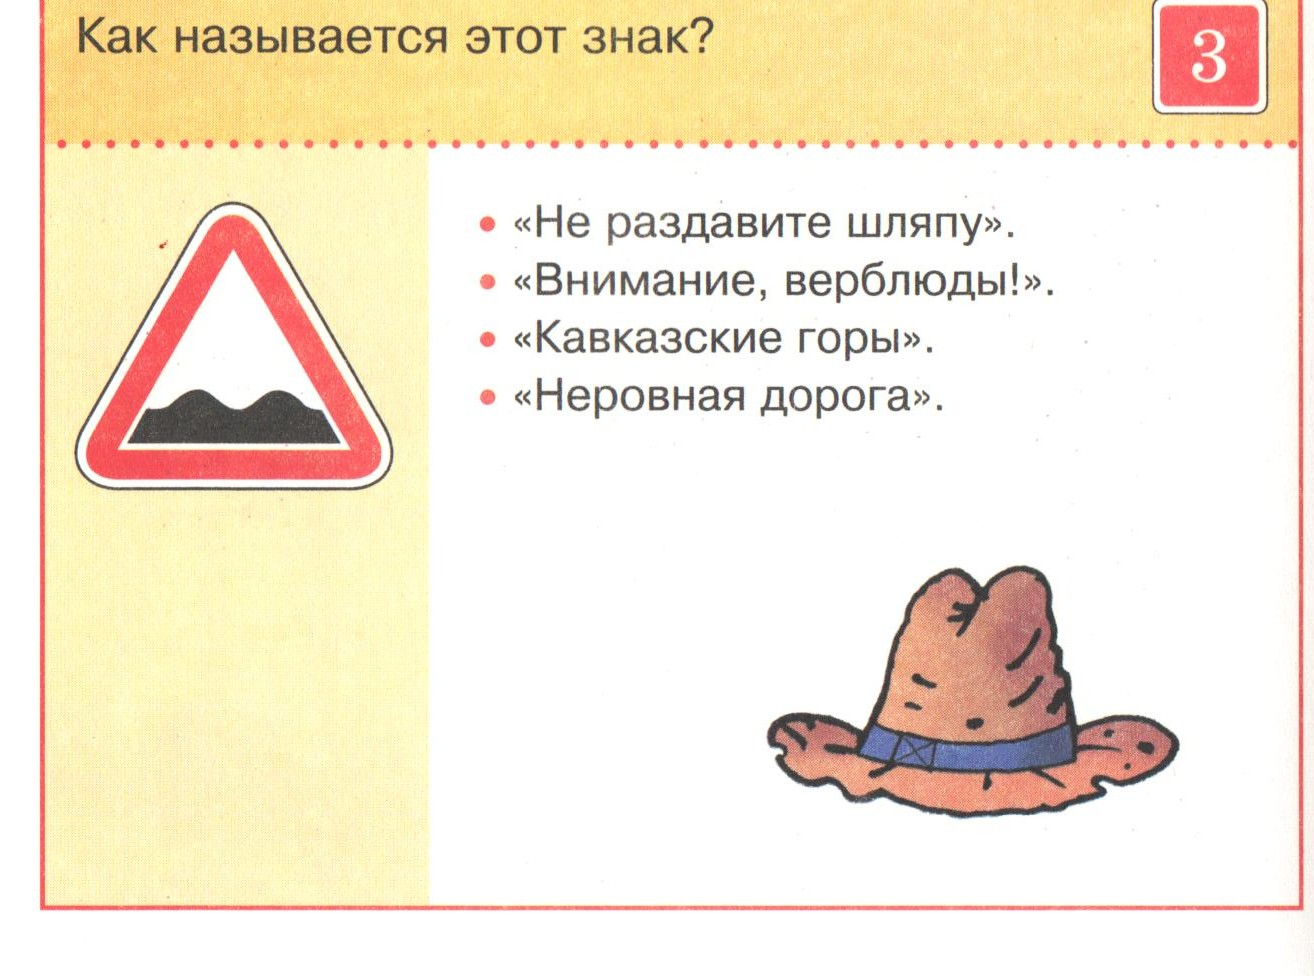 Как называется этот знак?
3
• «Не раздавите шляпу».
• «Внимание, верблюды!».
• «Кавказские горы».
• «Неровная дорога».